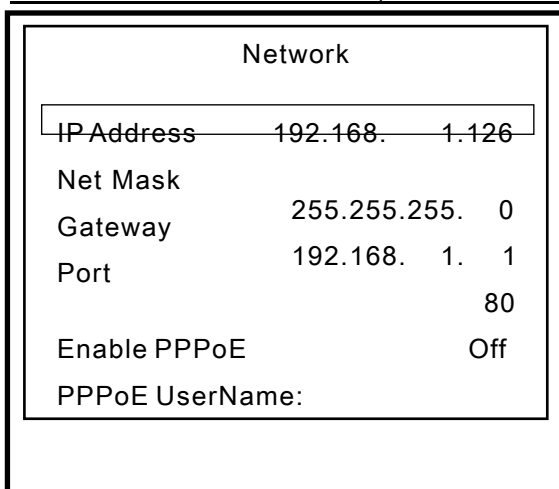 Network
IP Address 192.168. 1.126
Net Mask
255.255.255. 0
Gateway
192.168. 1. 1
Port
80
Enable PPPoE Off
PPPoE UserName: